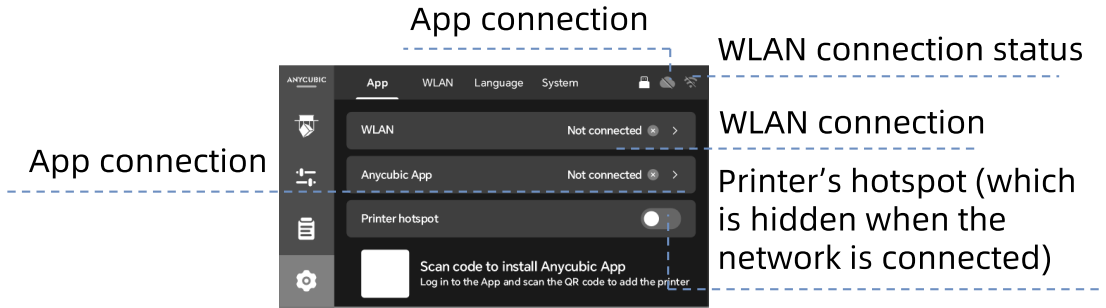 App connection
WLAN connection status
ANYCUBIC
App WLAN Language System
WLAN Not connected
WLAN connection
App connection
Anycubic App Not connected
Printer’s hotspot (which
is hidden when the
network is connected)
Printer hotspot
Scan code to install Anycubic App
Log in to the App and scan the QR code to add the printer